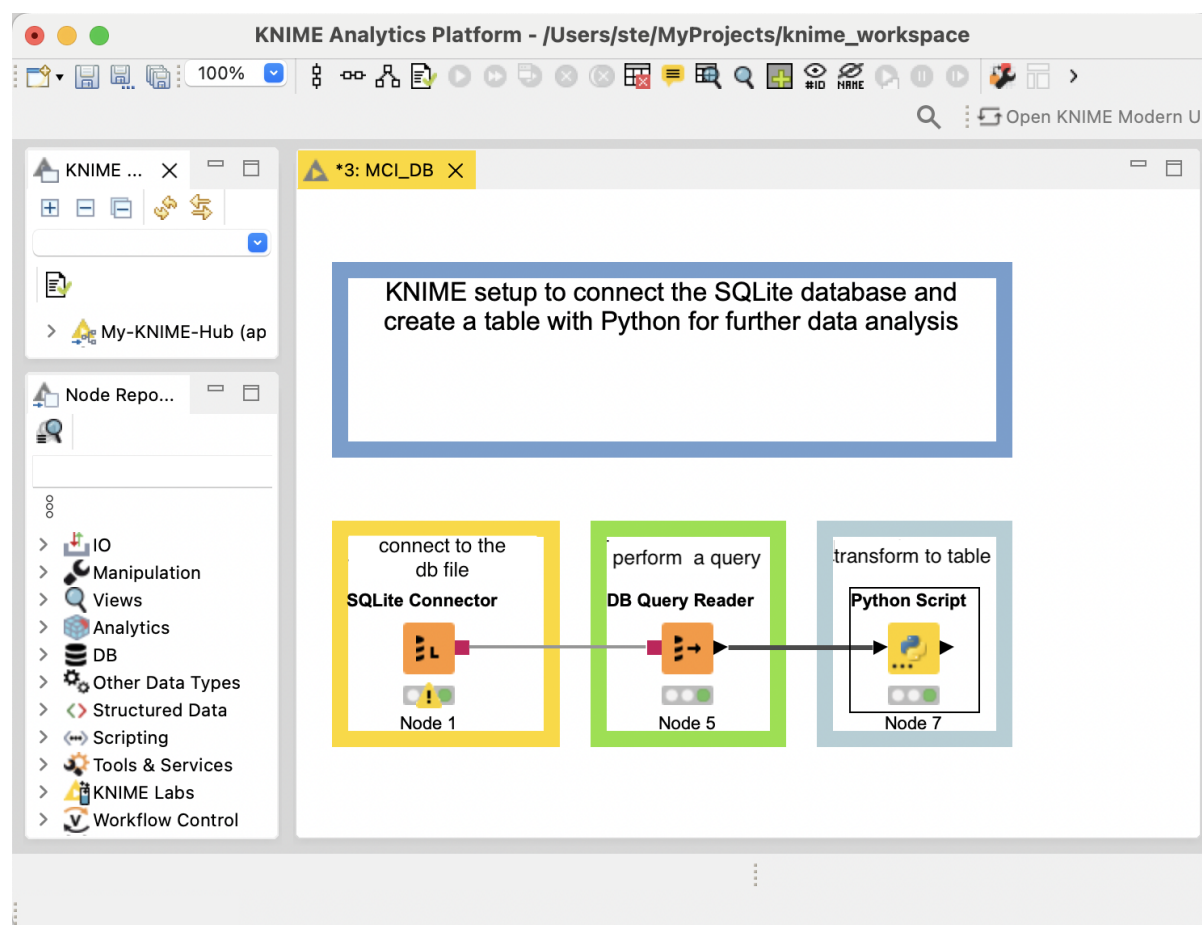 KNIME Analytics Platform - /Users/ste/MyProjects/knime_workspace
100%
#ID
NAME
Open KNIME Modern U
KNIME ...
*3: MCI_DB
My-KNIME-Hub (ap
Node Repo...
IO
Manipulation
Views
Analytics
DB
Other Data Types
Structured Data
Scripting
Tools & Services
KNIME Labs
Workflow Control
KNIME setup to connect the SQLite database and
create a table with Python for further data analysis
connect to the
db file
SQLite Connector
L
Node 1
perform a query
DB Query Reader
Node 5
transform to table
Python Script
Node 7